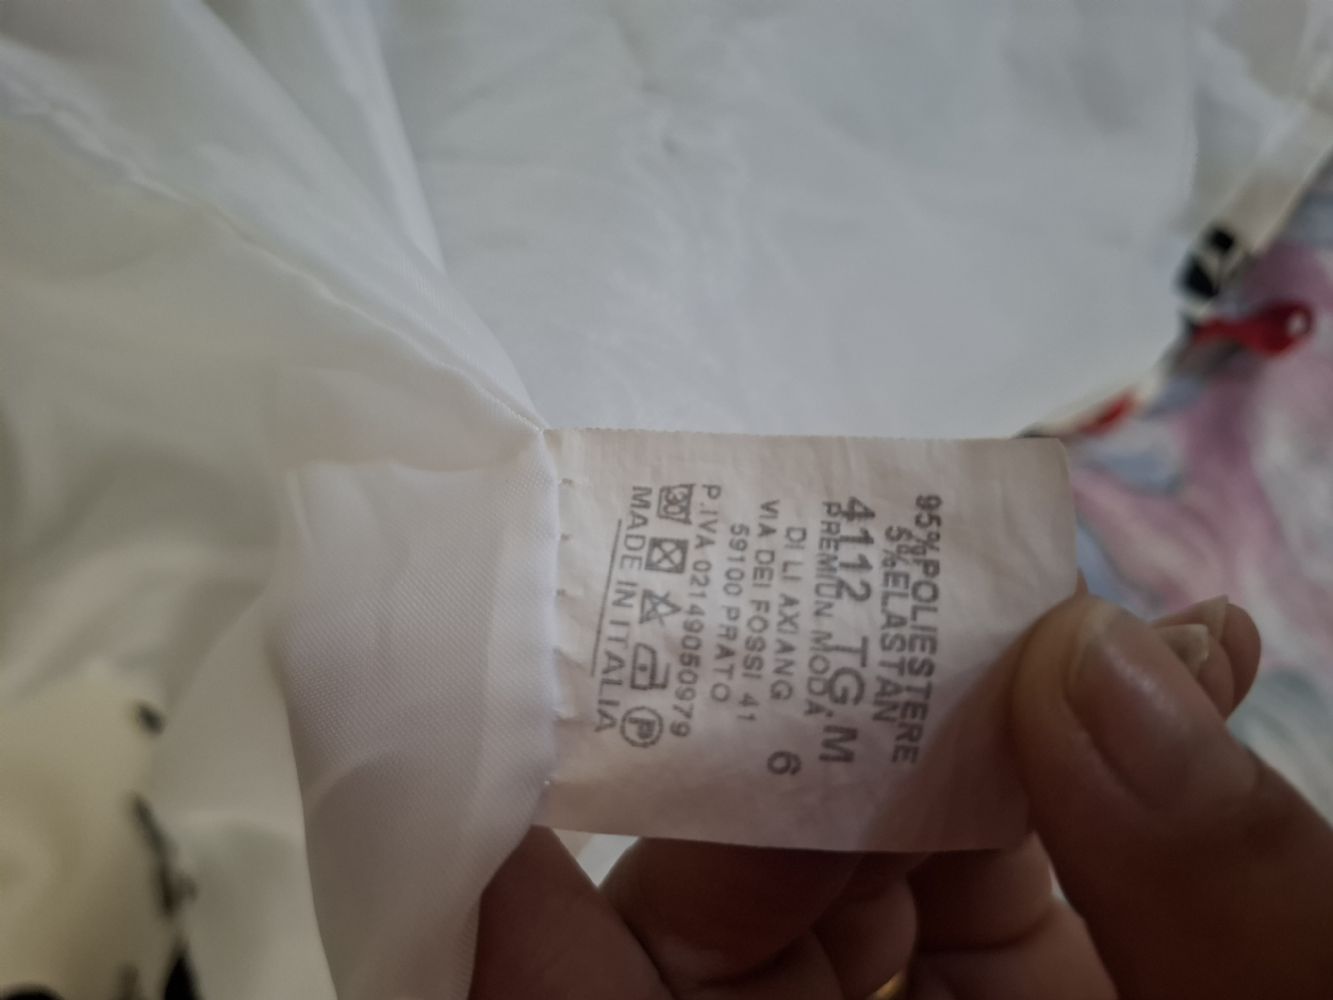 95%POLIESTERE
5%ELASTAN
4112 TG.M
PREMIUN MODA
DI LI AXIANG
VIA DEI FOSSI 41
59100 PRATO
6
P.IVA 02149050979
30
P
MADE IN ITALIA